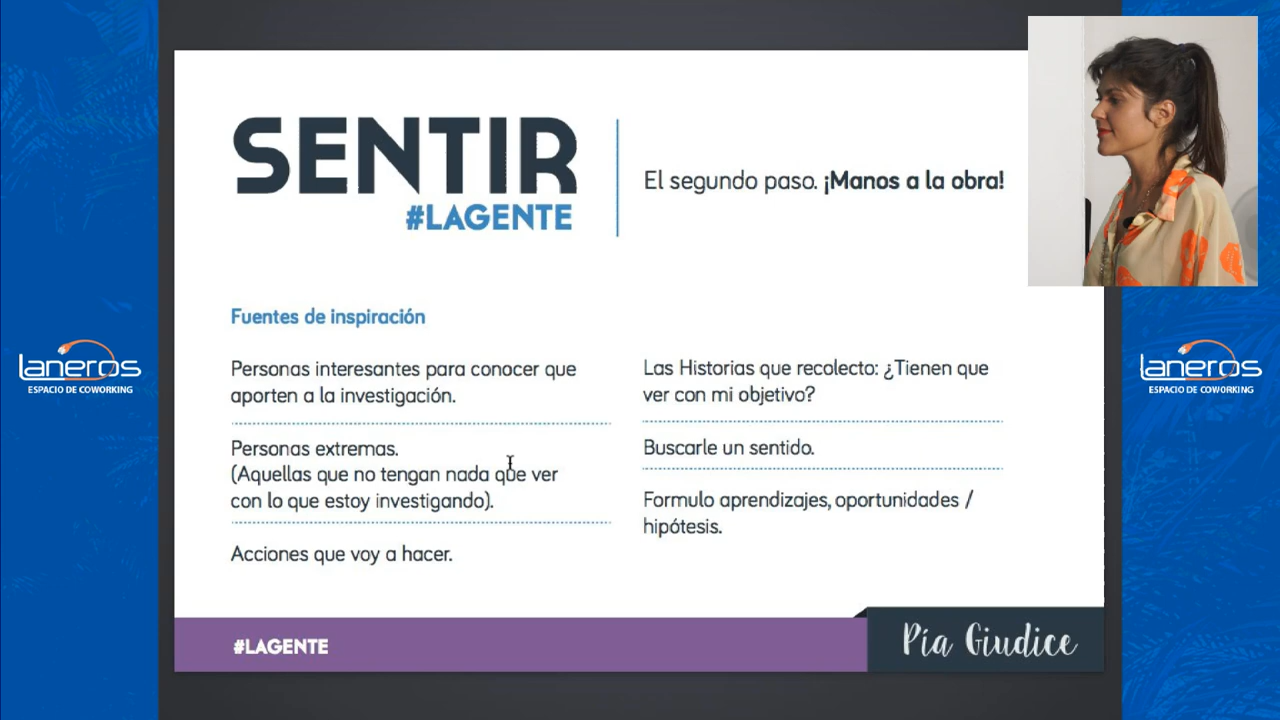 SENTIR
#LAGENTE
El segundo paso. ¡Manos a la obra!
Fuentes de inspiración
Personas interesantes para conocer que
aporten a la investigación.
Personas extremas.
(Aquellas que no tengan nada que ver
con lo que estoy investigando).
Acciones que voy a hacer.
Las Historias que recolecto: ¿Tienen que
ver con mi objetivo?
Buscarle un sentido.
Formulo aprendizajes, oportunidades /
hipótesis.
#LAGENTE
Pía Giudice
laneros
ESPACIO DE COWORKING
laneros
ESPACIO DE COWORKING